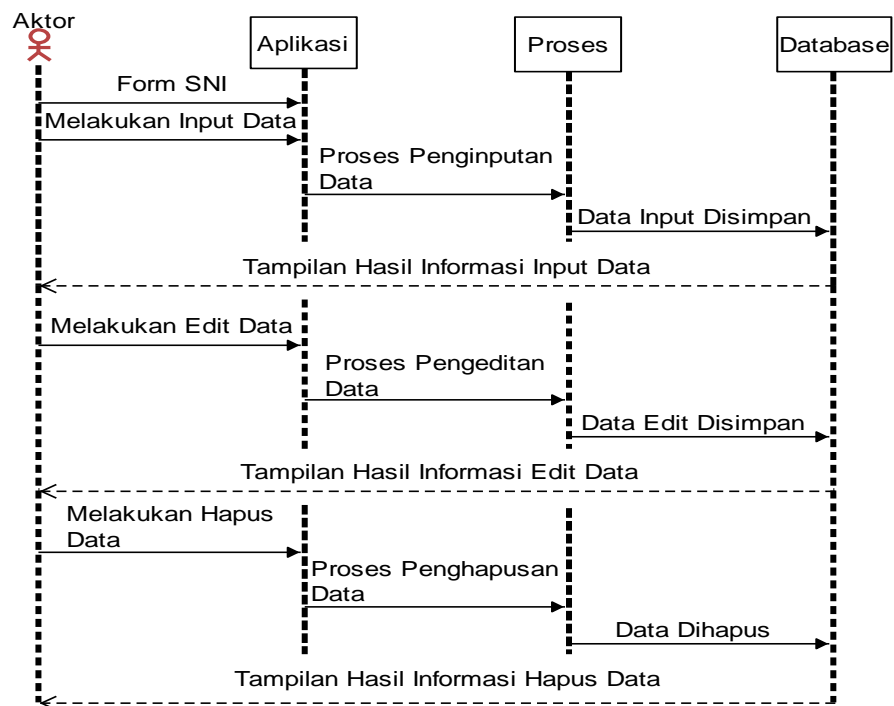 Aktor
Aplikasi
Proses
Database
Form SNI
Melakukan Input Data
Proses Penginputan
Data
Data Input Disimpan
Tampilan Hasil Informasi Input Data
Melakukan Edit Data
Proses Pengeditan
Data
Data Edit Disimpan
Tampilan Hasil Informasi Edit Data
Melakukan Hapus
Data
Proses Penghapusan
Data
Data Dihapus
Tampilan Hasil Informasi Hapus Data